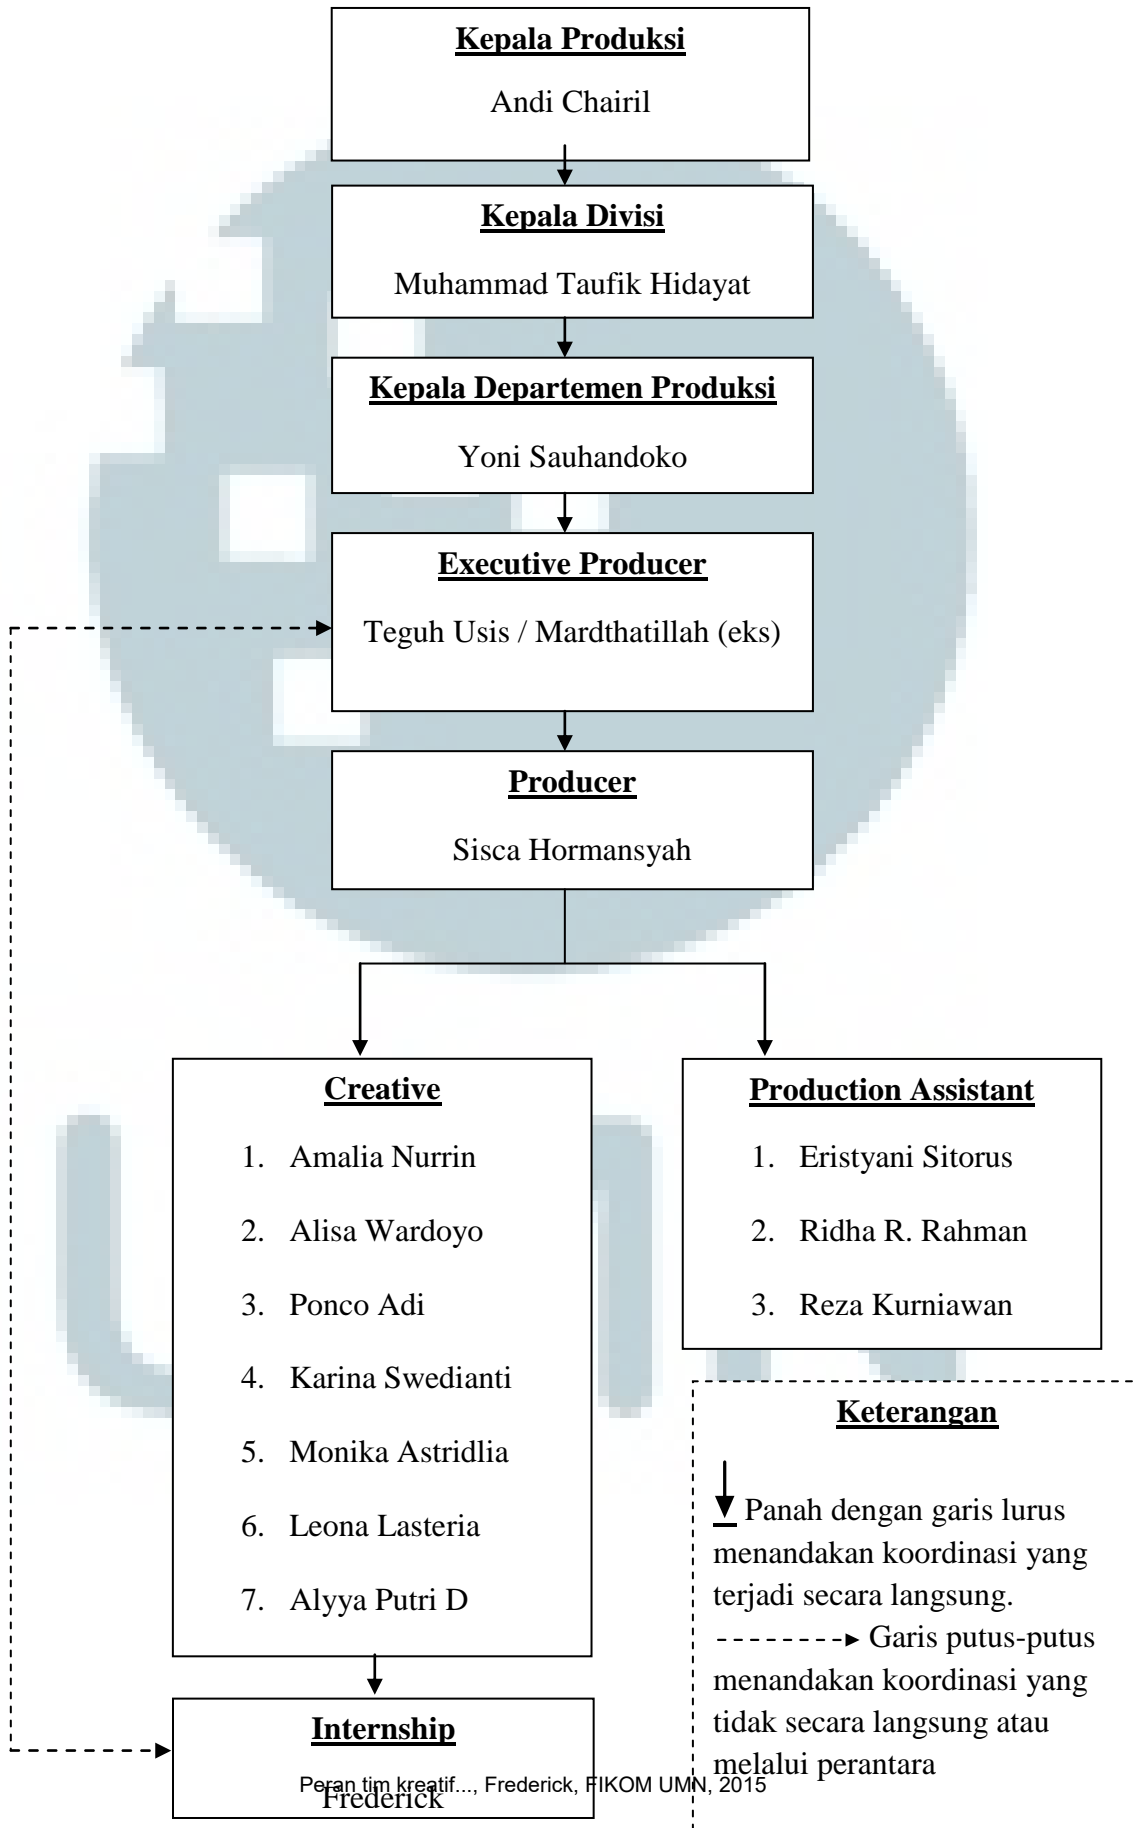 Kepala Produksi
Andi Chairil
Kepala Divisi
Muhammad Taufik Hidayat
Kepala Departemen Produksi
Yoni Sauhandoko
Executive Producer
Teguh Usis / Mardthatillah (eks)
Producer
Sisca Hormansyah
Creative
1. Amalia Nurrin
2. Alisa Wardoyo
3. Ponco Adi
4. Karina Swedianti
5. Monika Astridlia
6. Leona Lasteria
7. Alyya Putri D
Production Assistant
1. Eristyani Sitorus
2. Ridha R. Rahman
3. Reza Kurniawan
Keterangan
Panah dengan garis lurus
menandakan koordinasi yang
terjadi secara langsung.
Garis putus-putus
menandakan koordinasi yang
tidak secara langsung atau
melalui perantara
Internship
Frederick
Peran tim kreatif..., Frederick, FIKOM UMN, 2015
umn